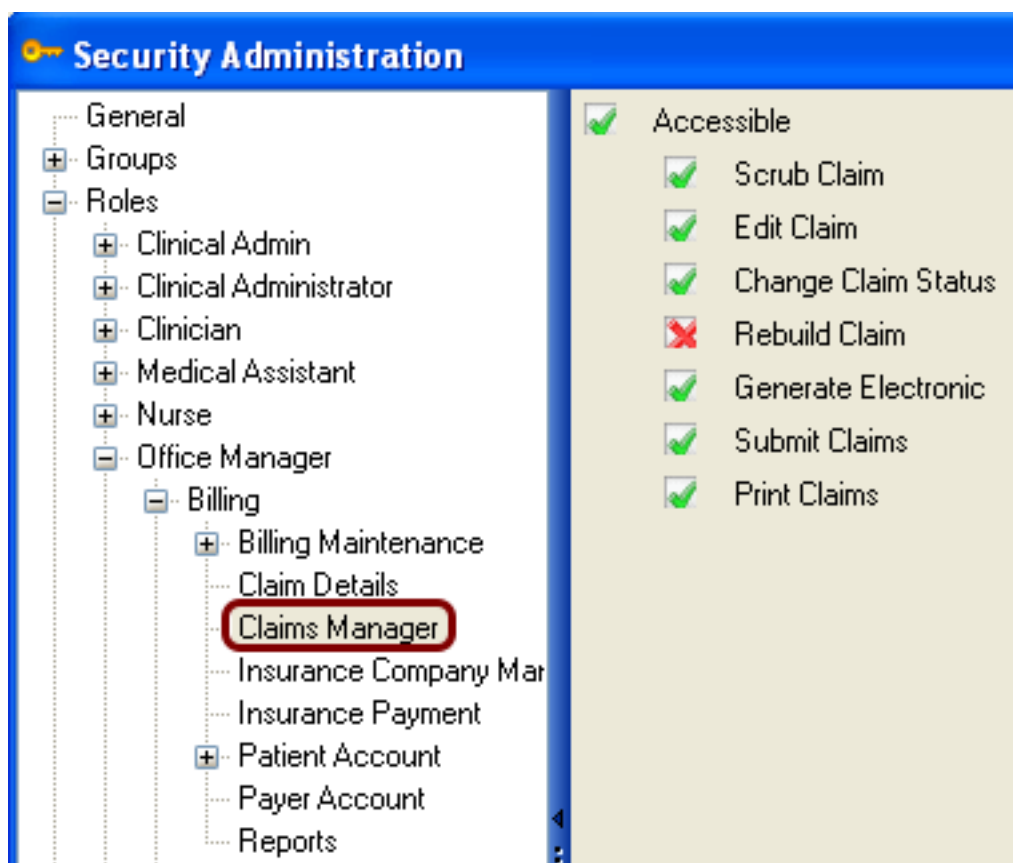 Security Administration
General
Groups
Roles
Clinical Admin
Clinical Administrator
Clinician
Medical Assistant
Nurse
Office Manager
Billing
Billing Maintenance
Claim Details
Claims Manager
Insurance Company Mar
Insurance Payment
Patient Account
Payer Account
Reports
Accessible
Scrub Claim
Edit Claim
Change Claim Status
Rebuild Claim
Generate Electronic
Submit Claims
Print Claims